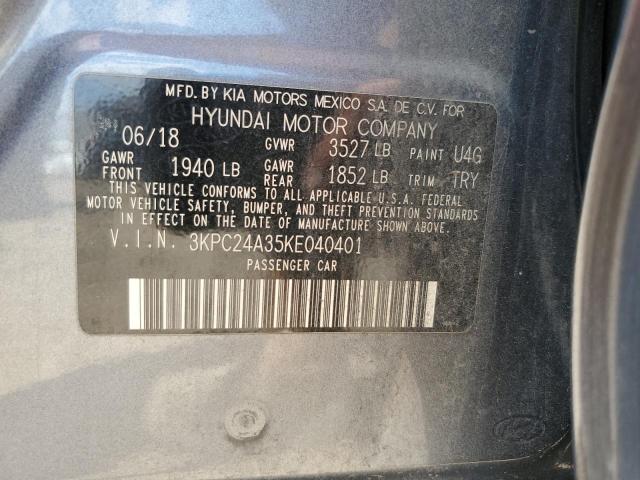 MFD. BY KIA MOTORS MEXICO S.A. DE C.V. FOR
HYUNDAI MOTOR COMPANY
06/18 GVWR 3527 LB PAINT U4G
GAWR FRONT 1940 LB GAWR REAR 1852 LB TRIM TRY
THIS VEHICLE CONFORMS TO ALL APPLICABLE U.S.A. FEDERAL
MOTOR VEHICLE SAFETY, BUMPER, AND THEFT PREVENTION STANDARDS
IN EFFECT ON THE DATE OF MANUFACTURE SHOWN ABOVE.
V.I.N. 3KPC24A35KE040401
PASSENGER CAR